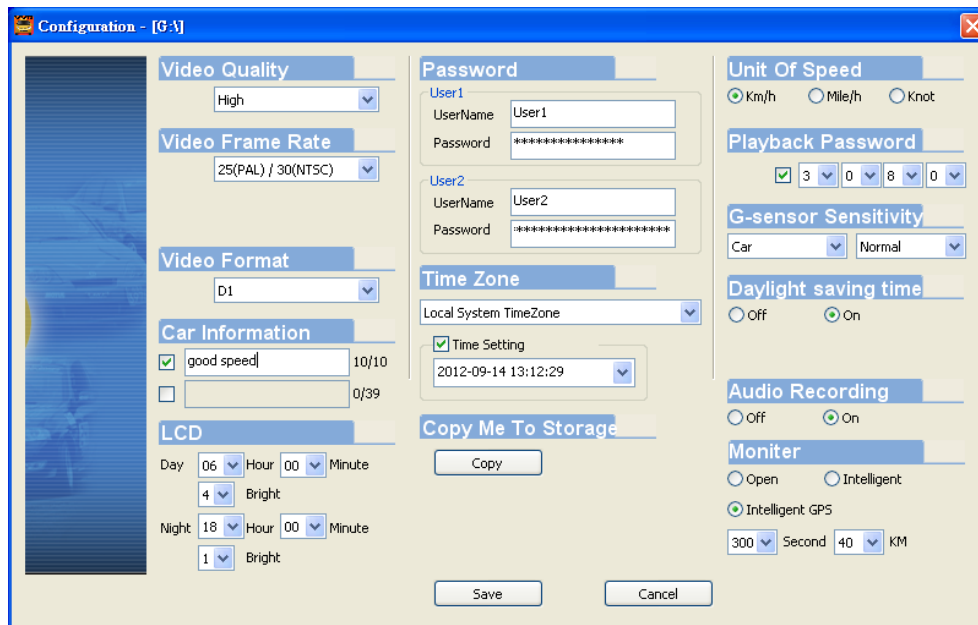 Configuration - [G:\]
Video Quality
High
Video Frame Rate
25(PAL) / 30(NTSC)
Video Format
D1
Car Information
good speed 10/10
0/39
LCD
Day 06 Hour 00 Minute
4 Bright
Night 18 Hour 00 Minute
1 Bright
Password
User1
UserName User1
Password ***************
User2
UserName User2
Password **********************
Time Zone
Local System TimeZone
Time Setting
2012-09-14 13:12:29
Copy Me To Storage
Copy
Save Cancel
Unit Of Speed
Km/h Mile/h Knot
Playback Password
3 0 8 0
G-sensor Sensitivity
Car Normal
Daylight saving time
Off On
Audio Recording
Off On
Moniter
Open Intelligent
Intelligent GPS
300 Second 40 KM